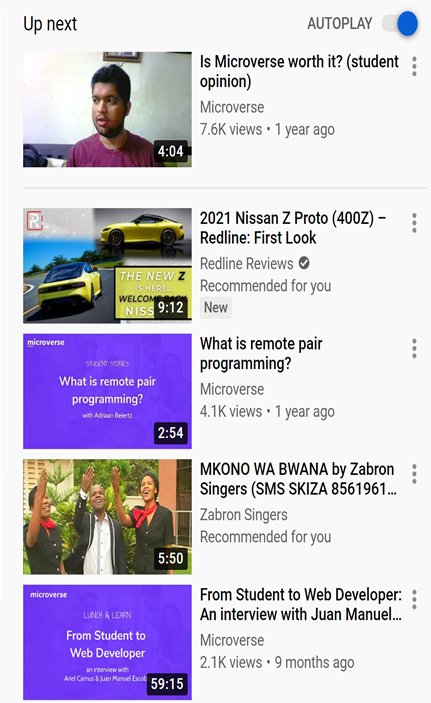 Up next
AUTOPLAY
4:04
Is Microverse worth it? (student
opinion)
Microverse
7.6K views • 1 year ago
R
THE NEW Z
IS HERE...
WELCOME BACK
NISS
9:12
2021 Nissan Z Proto (400Z) –
Redline: First Look
Redline Reviews
Recommended for you
New
microverse
STUDENT STORIES
What is remote pair
programming?
with Adriaan Beiertz
2:54
What is remote pair
programming?
Microverse
4.1K views • 1 year ago
5:50
MKONO WA BWANA by Zabron
Singers (SMS SKIZA 8561961...
Zabron Singers
Recommended for you
microverse
LUNCH & LEARN
From Student to
Web Developer
an interview with
Ariel Camus & Juan Manuel Escob
59:15
From Student to Web Developer:
An interview with Juan Manuel...
Microverse
2.1K views • 9 months ago